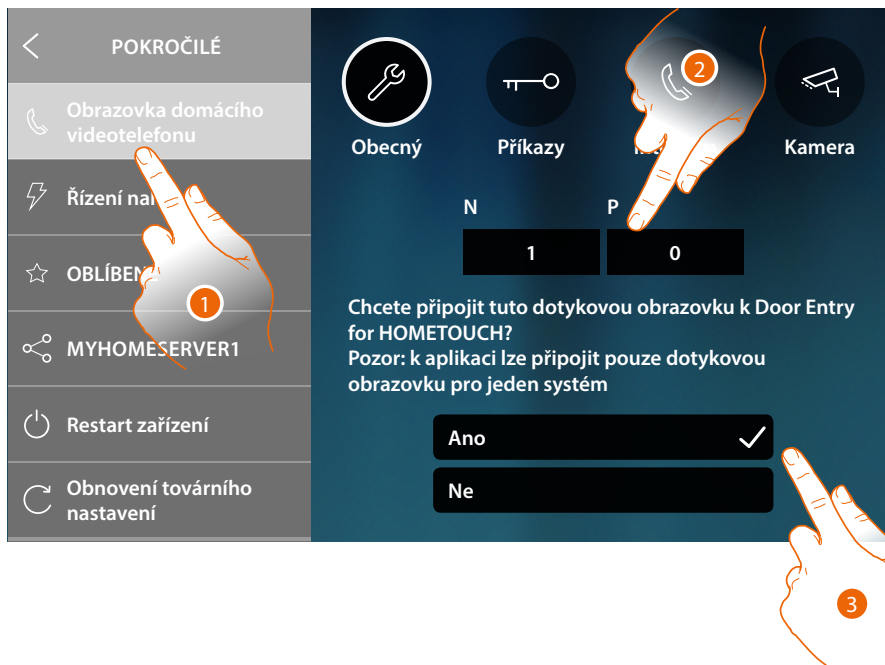 POKROČILÉ
Obrazovka domácího
videotelefonu
Řízení
OBLÍBEN
MYHOMESERVER1
Restart zařízení
Obnovení továrního
nastavení
1
Obecný
Příkazy
Kamera
2
N
P
1
0
Chcete připojit tuto dotykovou obrazovku k Door Entry
for HOMETOUCH?
Pozor: k aplikaci lze připojit pouze dotykovou
obrazovku pro jeden systém
Ano
Ne
3